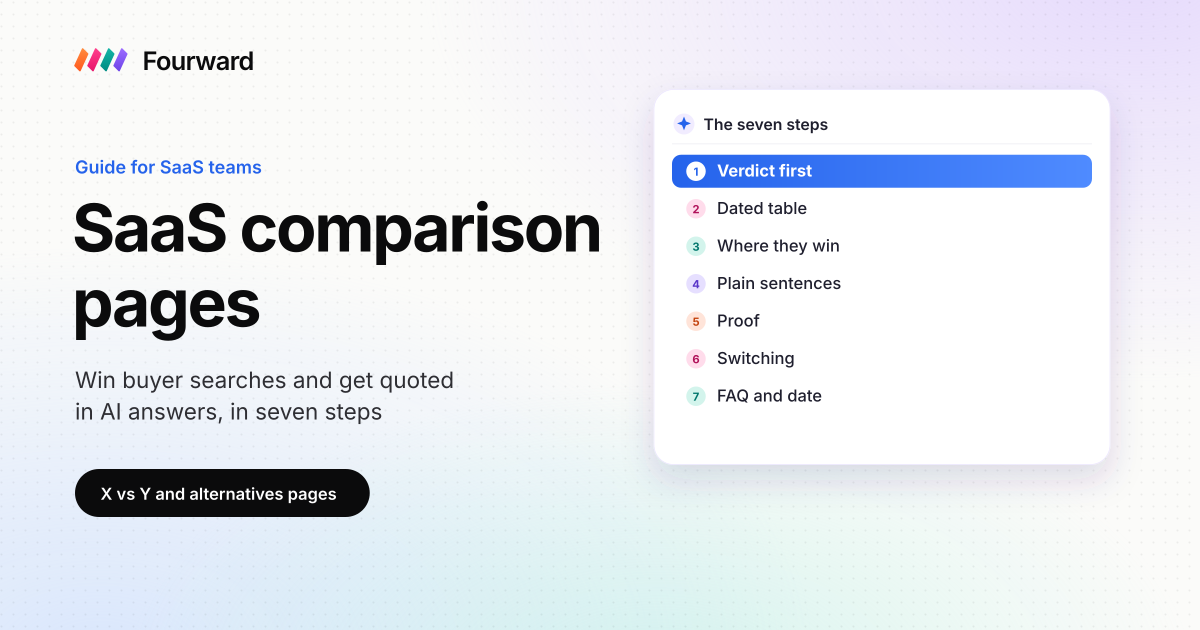 Fourward
Guide for SaaS teams
SaaS comparison
pages
Win buyer searches and get quoted
in AI answers, in seven steps
X vs Y and alternatives pages
The seven steps
1 Verdict first
2 Dated table
3 Where they win
4 Plain sentences
5 Proof
6 Switching
7 FAQ and date